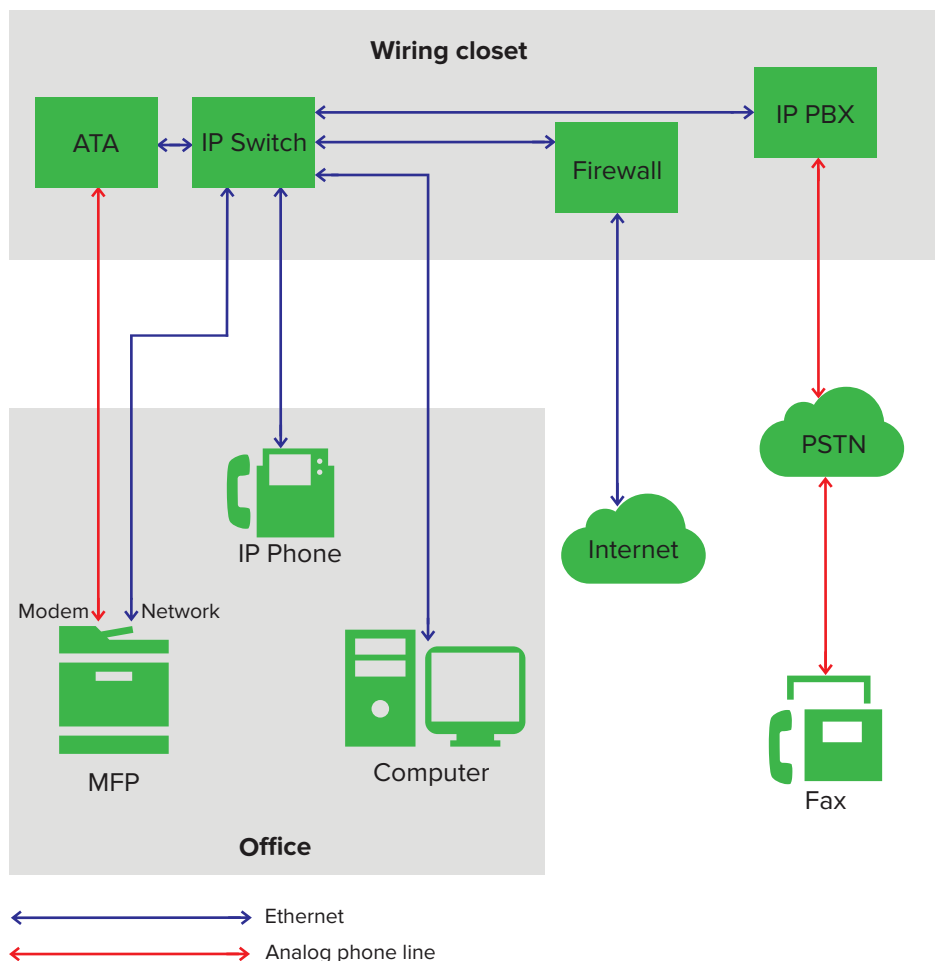 Wiring closet
ATA
IP Switch
IP PBX
Firewall
PSTN
IP Phone
Internet
Modem
Network
MFP
Computer
Fax
Office
Ethernet
Analog phone line